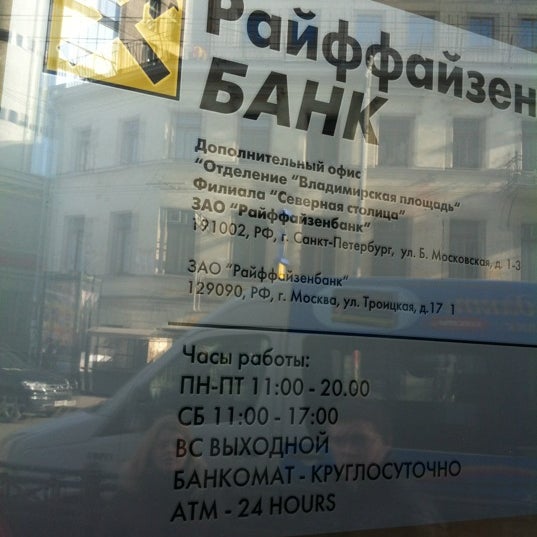 Райффайзен
БАНК
Дополнительный офис
"Отделение "Владимирская площадь"
Филиала "Северная столица"
ЗАО "Райффайзенбанк"
191002, РФ, г. Санкт-Петербург, ул. Б. Московская, д. 1-3
ЗАО "Райффайзенбанк"
129090, РФ, г. Москва, ул. Троицкая, д.17 1
Часы работы:
ПН-ПТ 11:00 - 20.00
СБ 11:00 - 17:00
ВС ВЫХОДНОЙ
БАНКОМАТ - КРУГЛОСУТОЧНО
ATM - 24 HOURS